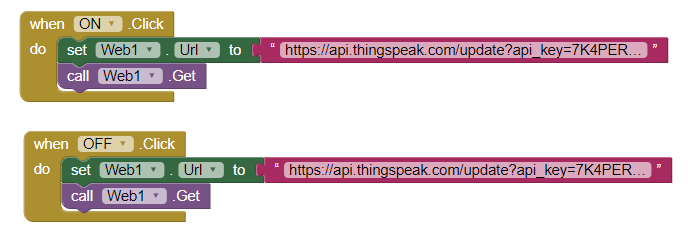 when ON .Click
do set Web1 . Url to “ https://api.thingspeak.com/update?api_key=7K4PER... ”
call Web1 .Get
when OFF .Click
do set Web1 . Url to “ https://api.thingspeak.com/update?api_key=7K4PER... ”
call Web1 .Get